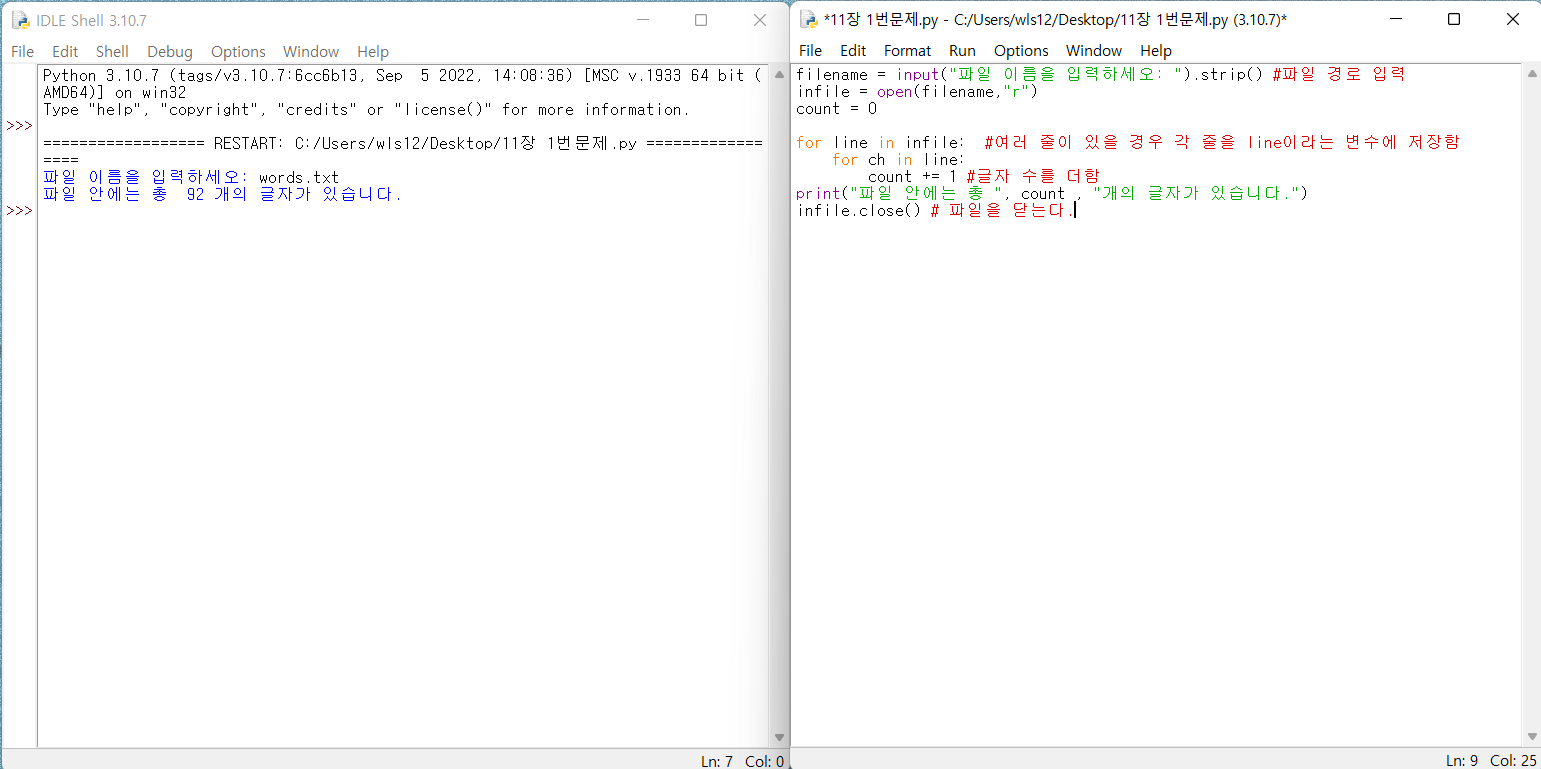 IDLE Shell 3.10.7
File Edit Shell Debug Options Window Help
Python 3.10.7 (tags/v3.10.7:6cc6b13, Sep  5 2022, 14:08:36) [MSC v.1933 64 bit (
AMD64)] on win32
Type "help", "copyright", "credits" or "license()" for more information.
>>>
================== RESTART: C:/Users/wls12/Desktop/11장 1번문제.py =============
====
파일 이름을 입력하세오: words.txt
파일 안에는 총  92 개의 글자가 있습니다.
>>>
Ln: 7 Col: 0
*11장 1번문제.py - C:/Users/wls12/Desktop/11장 1번문제.py (3.10.7)*
File Edit Format Run Options Window Help
filename = input("파일 이름을 입력하세오: ").strip() #파일 경로 입력
infile = open(filename,"r")
count = 0
for line in infile:  #여러 줄이 있을 경우 각 줄을 line이라는 변수에 저장함
    for ch in line:
        count += 1 #글자 수를 더함
print("파일 안에는 총 ", count , "개의 글자가 있습니다.")
infile.close() # 파일을 닫는다.
Ln: 9 Col: 25